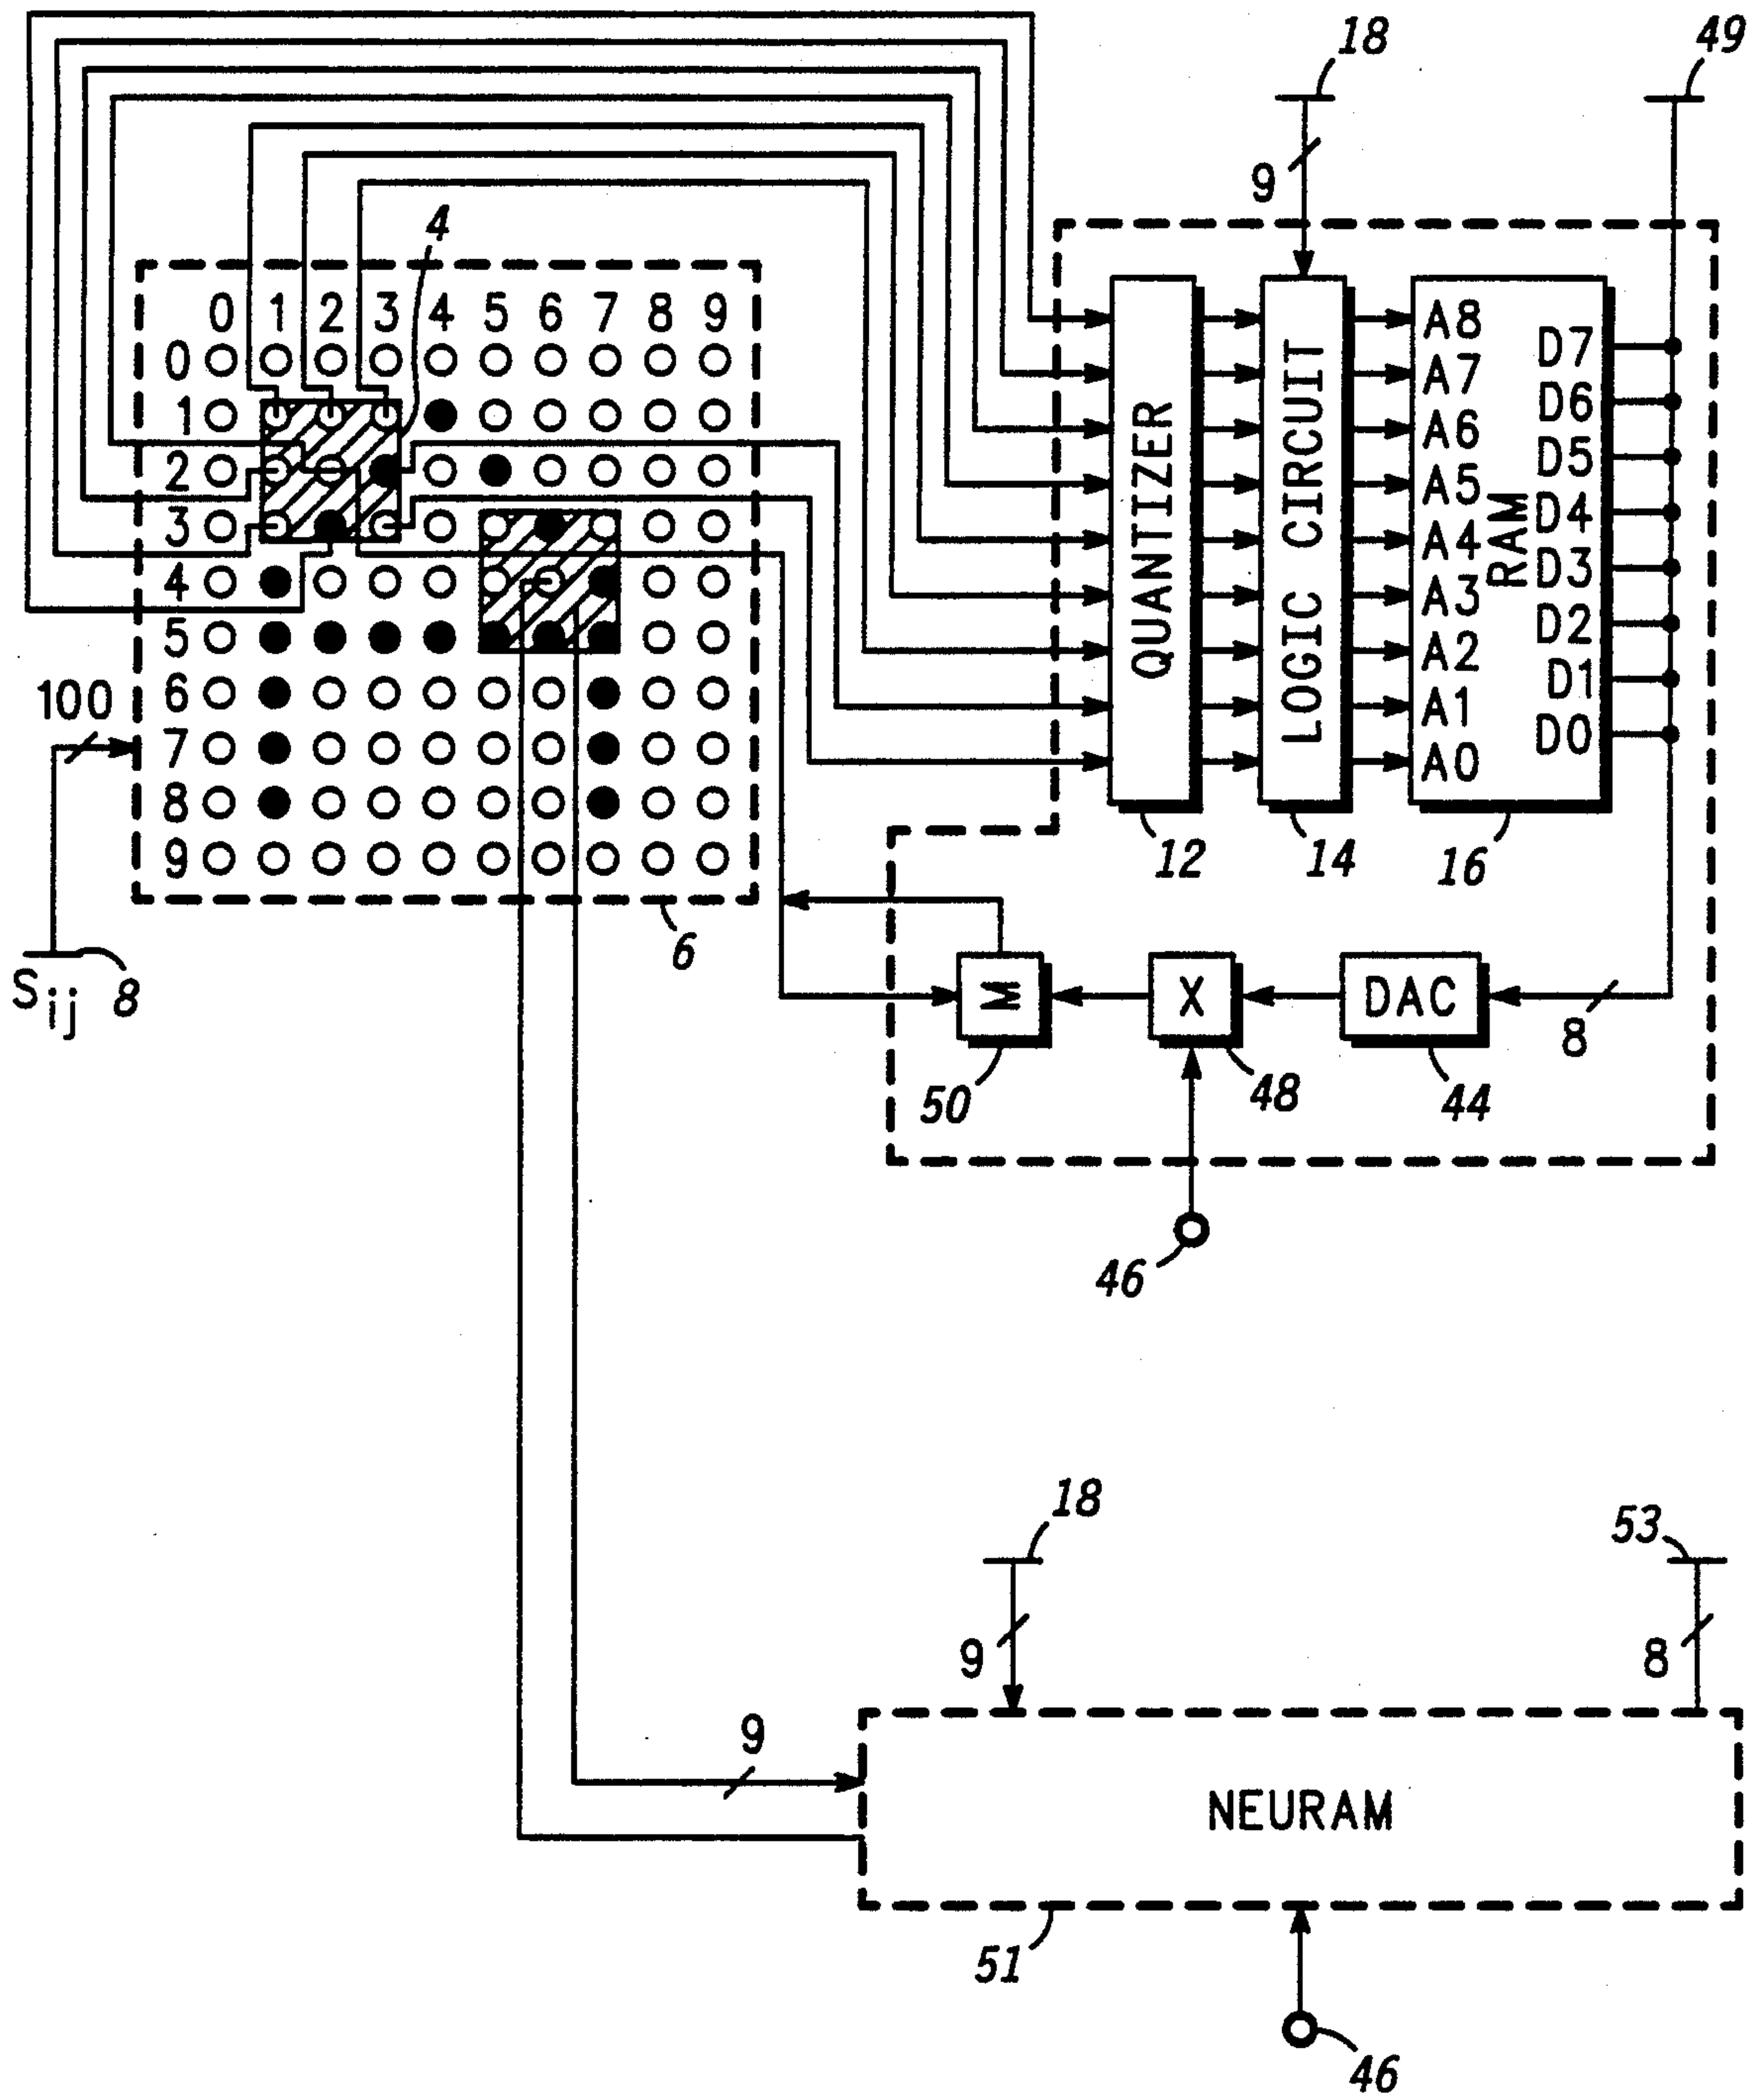 18
49
9
4
0 1 2 3 4 5 6 7 8 9
0
1
2
3
4
5
6
7
8
9
100
S ij
8
6
QUANTIZER
LOGIC CIRCUIT
RAM
A8
A7
A6
A5
A4
A3
A2
A1
A0
D7
D6
D5
D4
D3
D2
D1
D0
12
14
16
M
X
DAC
8
50
48
44
46
18
53
9
8
9
NEURAM
51
46